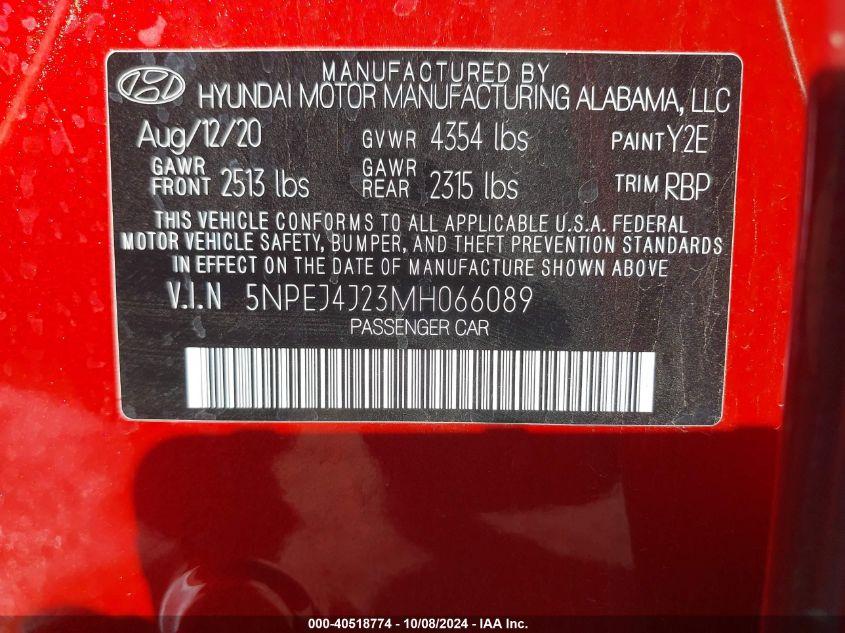 MANUFACTURED BY
HYUNDAI MOTOR MANUFACTURING ALABAMA, LLC
Aug/12/20 GVWR 4354 lbs PAINT Y2E
GAWR FRONT 2513 lbs GAWR REAR 2315 lbs TRIM RBP
THIS VEHICLE CONFORMS TO ALL APPLICABLE U.S.A. FEDERAL
MOTOR VEHICLE SAFETY, BUMPER, AND THEFT PREVENTION STANDARDS
IN EFFECT ON THE DATE OF MANUFACTURE SHOWN ABOVE
V.I.N 5NPEJ4J23MH066089
PASSENGER CAR
000-40518774 - 10/08/2024 - IAA Inc.